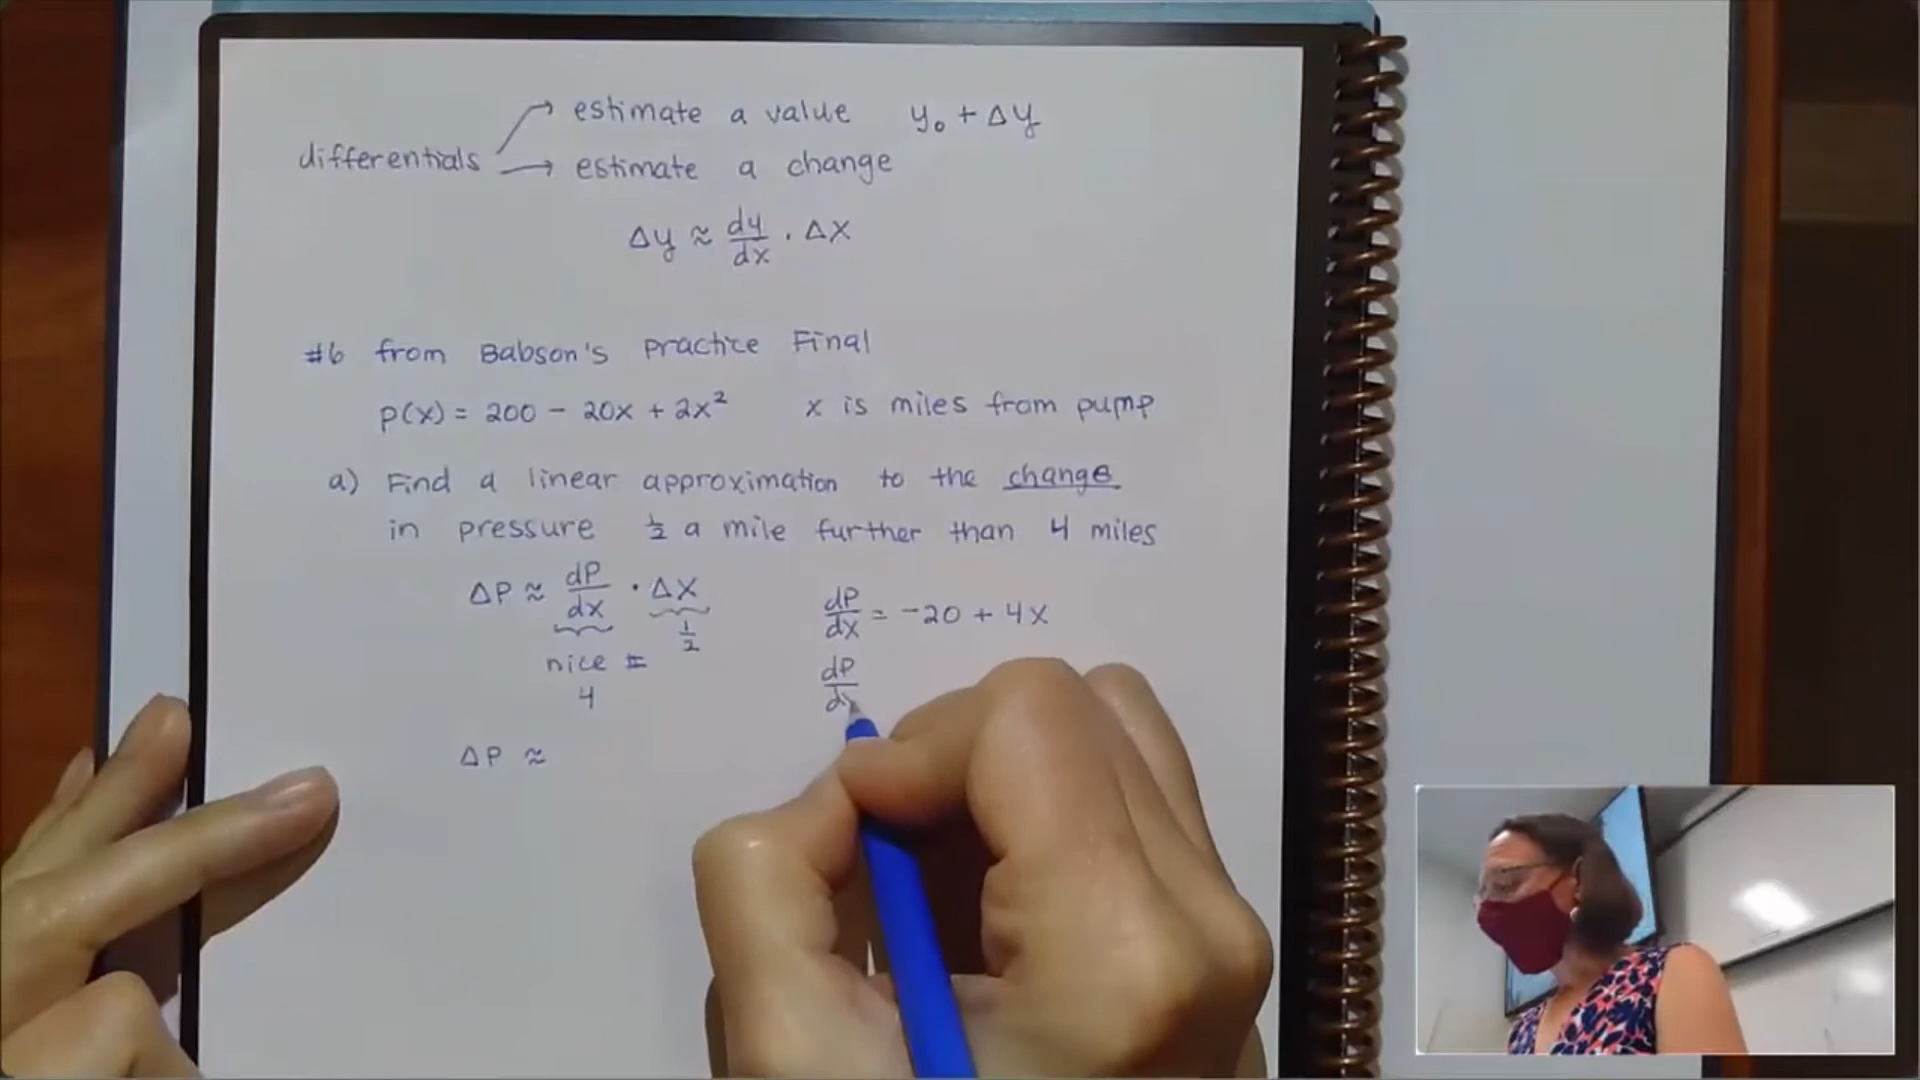 estimate a value y₀ + Δy
differentials
estimate a change
Δy ≈ dy/dx · Δx
#6 from Babson's Practice Final
P(x) = 200 - 20x + 2x² x is miles from pump
a) Find a linear approximation to the change
in pressure ½ a mile further than 4 miles
ΔP ≈ dP/dx · Δx
1/2
nice #
4
dP/dx = -20 + 4x
dP/dx
ΔP ≈